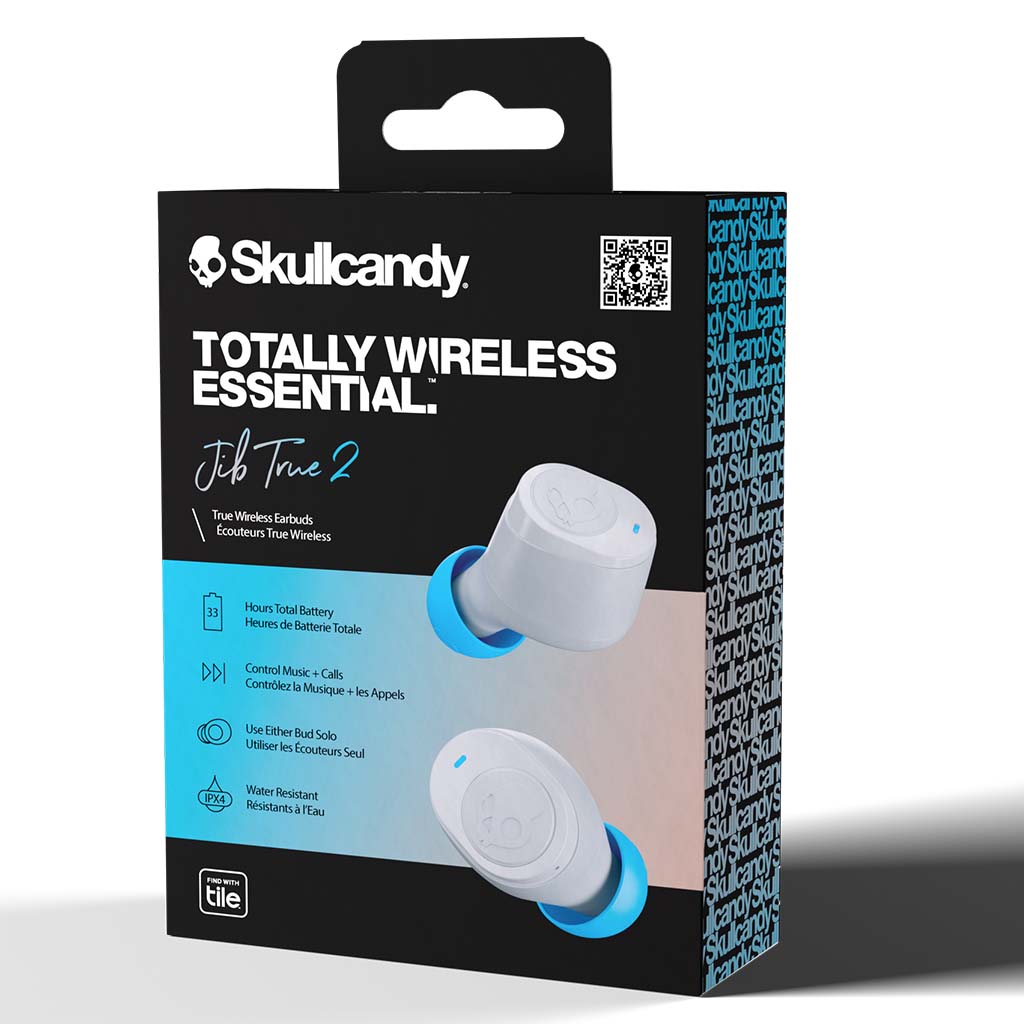 Skullcandy®
TOTALLY WIRELESS
ESSENTIAL.™
Jib True 2
True Wireless Earbuds
Écouteurs True Wireless
33
Hours Total Battery
Heures de Batterie Totale
Control Music + Calls
Contrôlez la Musique + les Appels
Use Either Bud Solo
Utiliser les Écouteurs Seul
IPX4
Water Resistant
Résistants à l'Eau
FIND WITH
tile